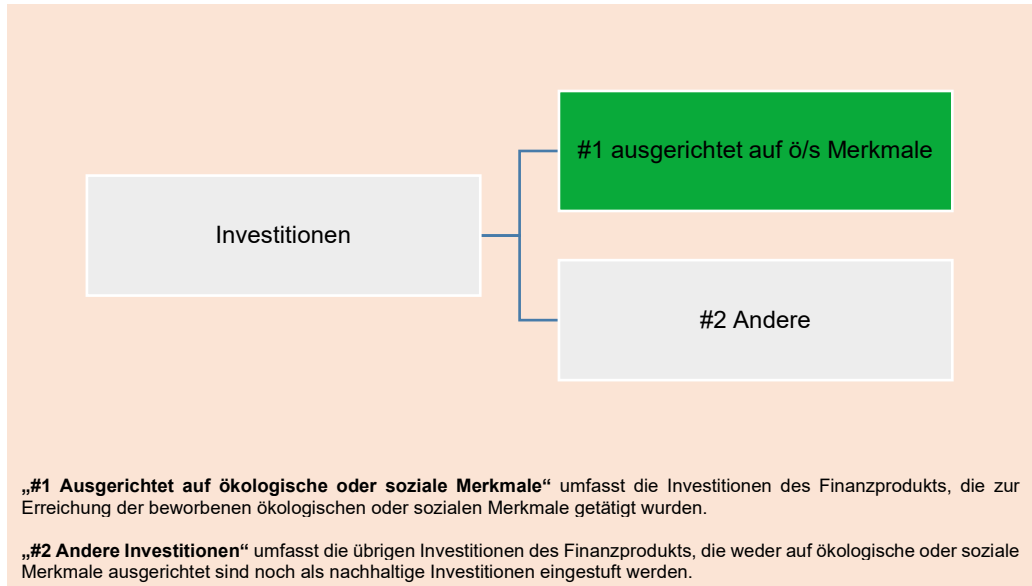 #1 ausgerichtet auf ö/s Merkmale
Investitionen
#2 Andere
„#1 Ausgerichtet auf ökologische oder soziale Merkmale“ umfasst die Investitionen des Finanzprodukts, die zur
Erreichung der beworbenen ökologischen oder sozialen Merkmale getätigt wurden.
„#2 Andere Investitionen“ umfasst die übrigen Investitionen des Finanzprodukts, die weder auf ökologische oder soziale
Merkmale ausgerichtet sind noch als nachhaltige Investitionen eingestuft werden.